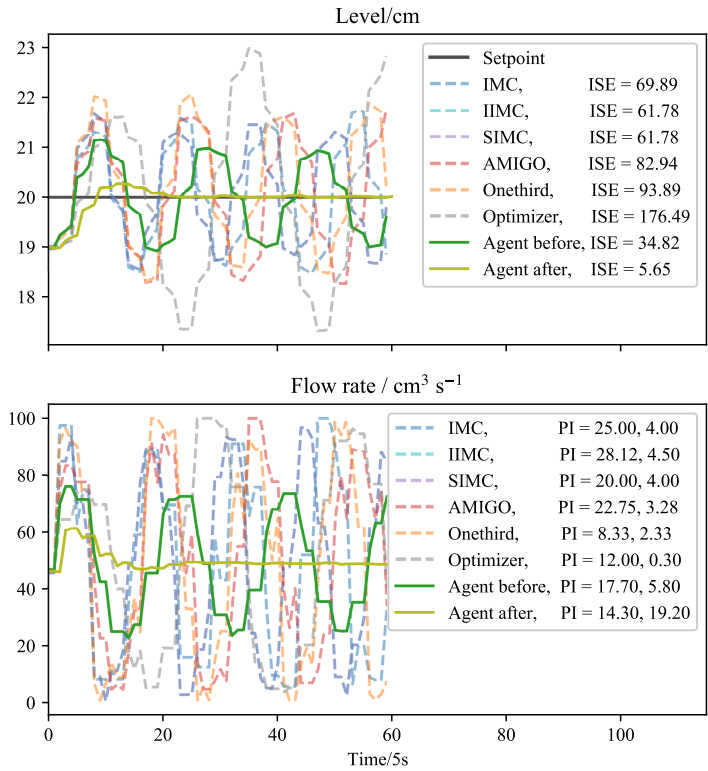 Level/cm
23
22
21
20
19
18
Setpoint
IMC, ISE = 69.89
IIMC, ISE = 61.78
SIMC, ISE = 61.78
AMIGO, ISE = 82.94
Onethird, ISE = 93.89
Optimizer, ISE = 176.49
Agent before, ISE = 34.82
Agent after, ISE = 5.65
Flow rate / cm³ s⁻¹
100
80
60
40
20
0
IMC, PI = 25.00, 4.00
IIMC, PI = 28.12, 4.50
SIMC, PI = 20.00, 4.00
AMIGO, PI = 22.75, 3.28
Onethird, PI = 8.33, 2.33
Optimizer, PI = 12.00, 0.30
Agent before, PI = 17.70, 5.80
Agent after, PI = 14.30, 19.20
0 20 40 60 80 100
Time/5s